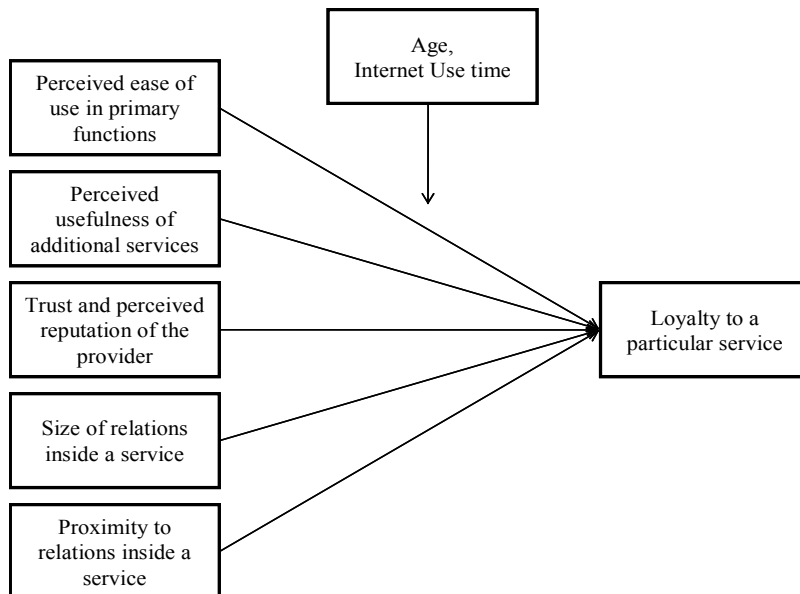 Age,
Internet Use time
Perceived ease of
use in primary
functions
Perceived
usefulness of
additional services
Trust and perceived
reputation of the
provider
Size of relations
inside a service
Proximity to
relations inside a
service
Loyalty to a
particular service